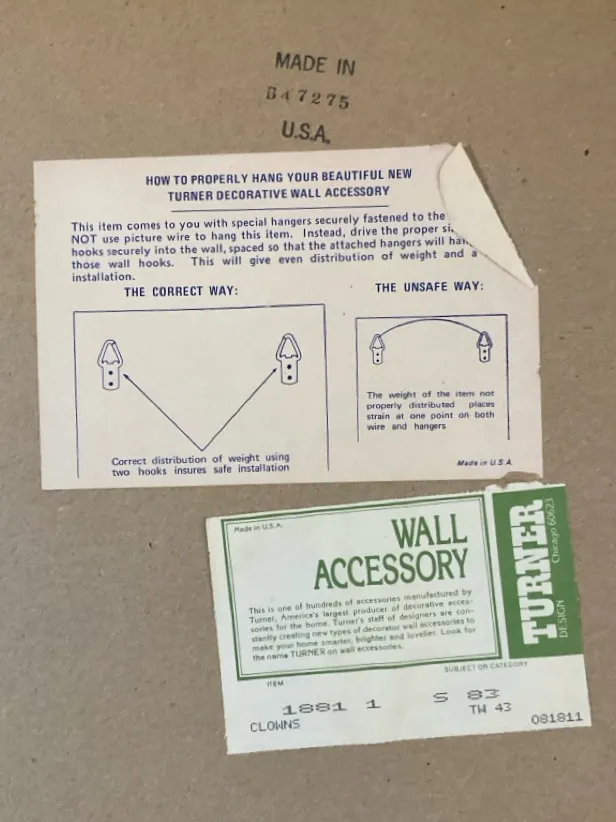 MADE IN
B47275
U.S.A.
HOW TO PROPERLY HANG YOUR BEAUTIFUL NEW
TURNER DECORATIVE WALL ACCESSORY
This item comes to you with special hangers securely fastened to the
NOT use picture wire to hang this item. Instead, drive the proper
hooks securely into the wall, spaced so that the attached hangers will
those wall hooks. This will give even distribution of weight and a
installation.
THE CORRECT WAY:
Correct distribution of weight using
two hooks insures safe installation
THE UNSAFE WAY:
The weight of the item not
properly distributed places
strain at one point on both
wire and hangers
Made in U.S.A.
Made in U.S.A.
WALL
ACCESSORY
This is one of hundreds of accessories manufactured by
Turner, America's largest producer of decorative acces-
sories for the home. Turner's staff of designers are con-
stantly creating new types of decorator wall accessories to
make your home smarter, brighter and lovelier. Look for
the name TURNER on wall accessories.
TURNER
DESIGN
Chicago 60623
ITEM
SUBJECT OR CATEGORY
1881 1 S 83
CLOWNS TW 43 081811